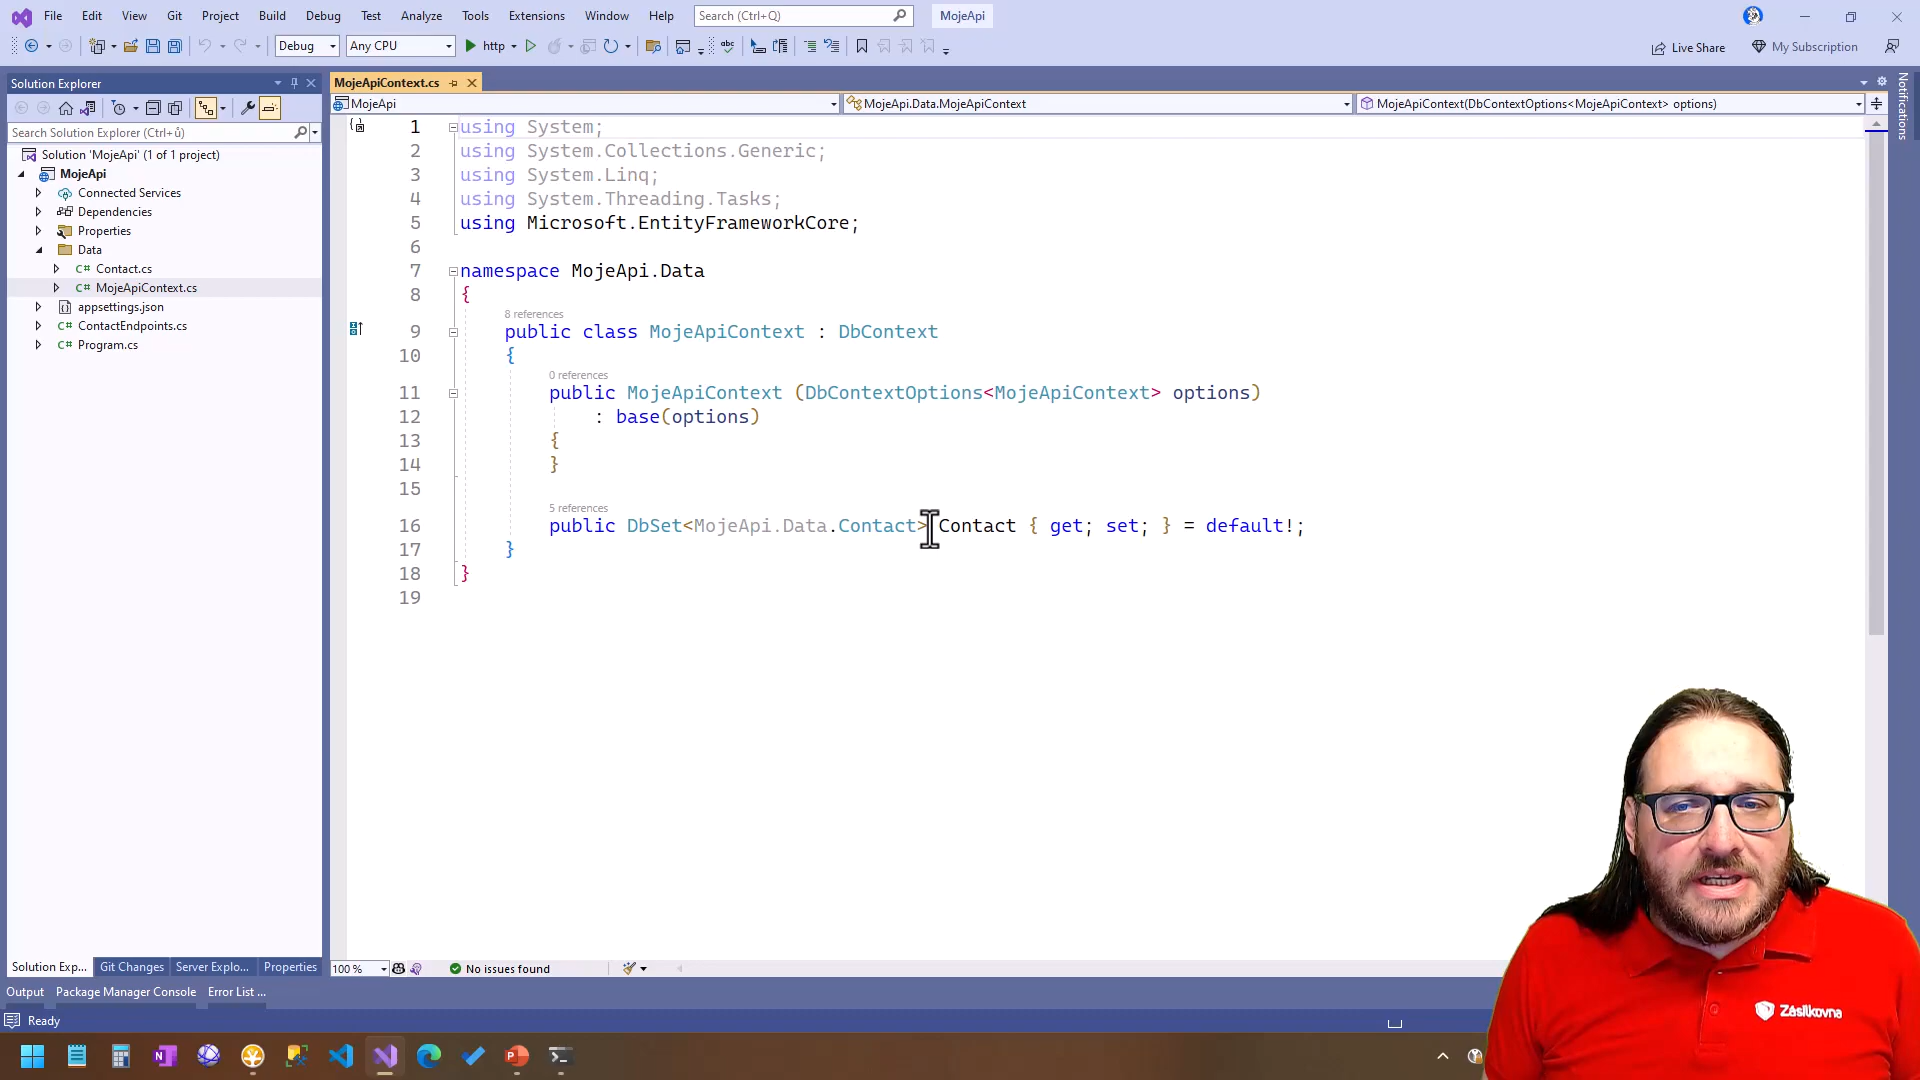 File Edit View Git Project Build Debug Test Analyze Tools Extensions Window Help Search (Ctrl+Q) MojeApi
Debug Any CPU http Live Share My Subscription
Solution Explorer
Search Solution Explorer (Ctrl+ů)
Solution 'MojeApi' (1 of 1 project)
MojeApi
Connected Services
Dependencies
Properties
Data
C# Contact.cs
C# MojeApiContext.cs
appsettings.json
C# ContactEndpoints.cs
C# Program.cs
Solution Exp... Git Changes Server Explo... Properties
MojeApiContext.cs
MojeApi MojeApi.Data.MojeApiContext MojeApiContext(DbContextOptions<MojeApiContext> options)
1 using System;
2 using System.Collections.Generic;
3 using System.Linq;
4 using System.Threading.Tasks;
5 using Microsoft.EntityFrameworkCore;
6
7 namespace MojeApi.Data
8 {
8 references
9 public class MojeApiContext : DbContext
10 {
0 references
11 public MojeApiContext (DbContextOptions<MojeApiContext> options)
12 : base(options)
13 {
14 }
15
5 references
16 public DbSet<MojeApi.Data.Contact> Contact { get; set; } = default!;
17 }
18 }
19
100 % No issues found
Notifications
Output Package Manager Console Error List ...
Ready
Zásilkovna